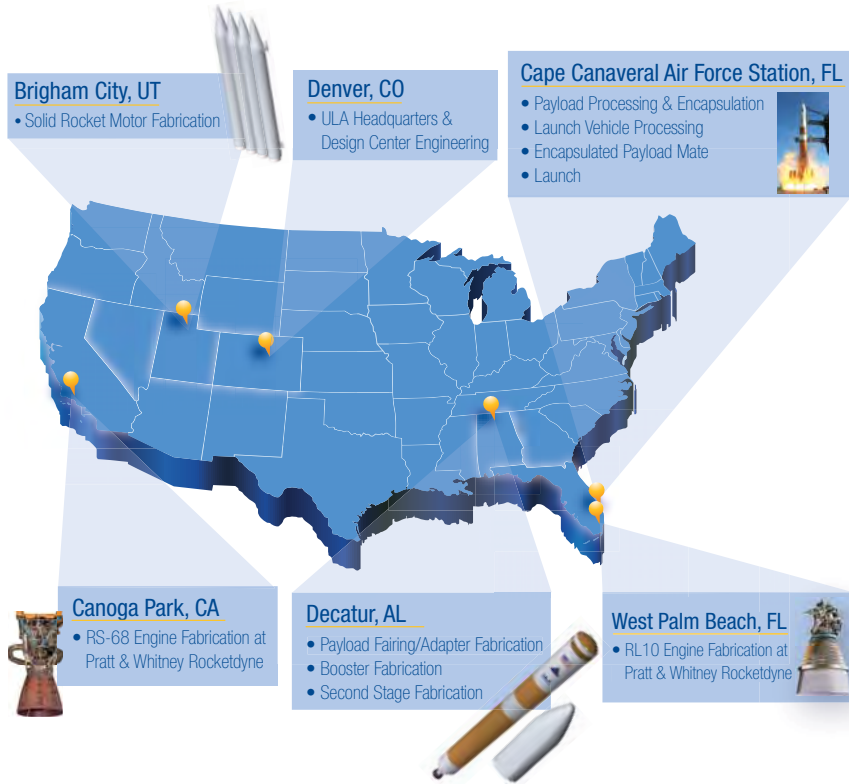 Brigham City, UT
• Solid Rocket Motor Fabrication
Denver, CO
• ULA Headquarters &
Design Center Engineering
Cape Canaveral Air Force Station, FL
• Payload Processing & Encapsulation
• Launch Vehicle Processing
• Encapsulated Payload Mate
• Launch
Canoga Park, CA
• RS-68 Engine Fabrication at
Pratt & Whitney Rocketdyne
Decatur, AL
• Payload Fairing/Adapter Fabrication
• Booster Fabrication
• Second Stage Fabrication
West Palm Beach, FL
• RL10 Engine Fabrication at
Pratt & Whitney Rocketdyne